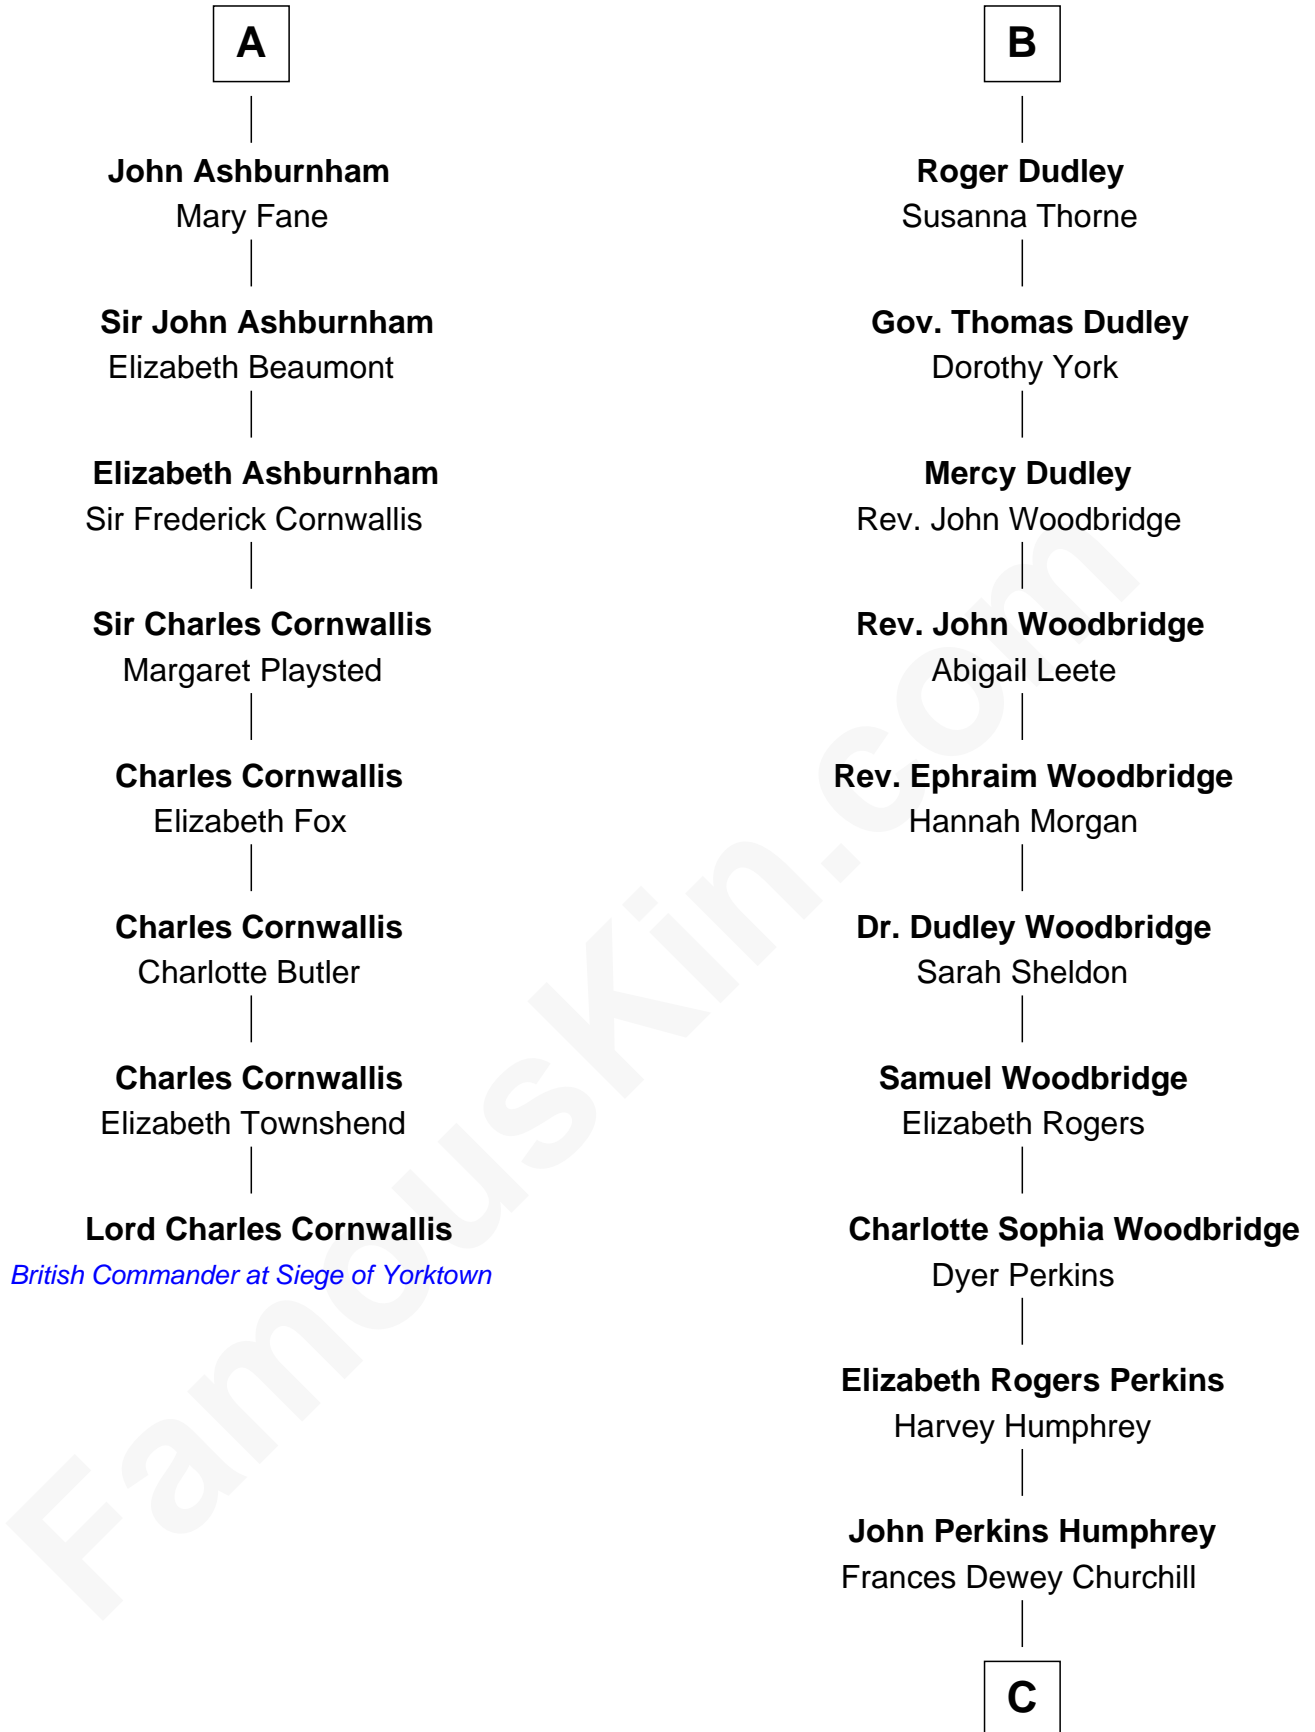 A
John Ashburnham
Mary Fane
Sir John Ashburnham
Elizabeth Beaumont
Elizabeth Ashburnham
Sir Frederick Cornwallis
Sir Charles Cornwallis
Margaret Playsted
Charles Cornwallis
Elizabeth Fox
Charles Cornwallis
Charlotte Butler
Charles Cornwallis
Elizabeth Townshend
Lord Charles Cornwallis
British Commander at Siege of Yorktown
B
Roger Dudley
Susanna Thorne
Gov. Thomas Dudley
Dorothy York
Mercy Dudley
Rev. John Woodbridge
Rev. John Woodbridge
Abigail Leete
Rev. Ephraim Woodbridge
Hannah Morgan
Dr. Dudley Woodbridge
Sarah Sheldon
Samuel Woodbridge
Elizabeth Rogers
Charlotte Sophia Woodbridge
Dyer Perkins
Elizabeth Rogers Perkins
Harvey Humphrey
John Perkins Humphrey
Frances Dewey Churchill
C
FamousKin.com